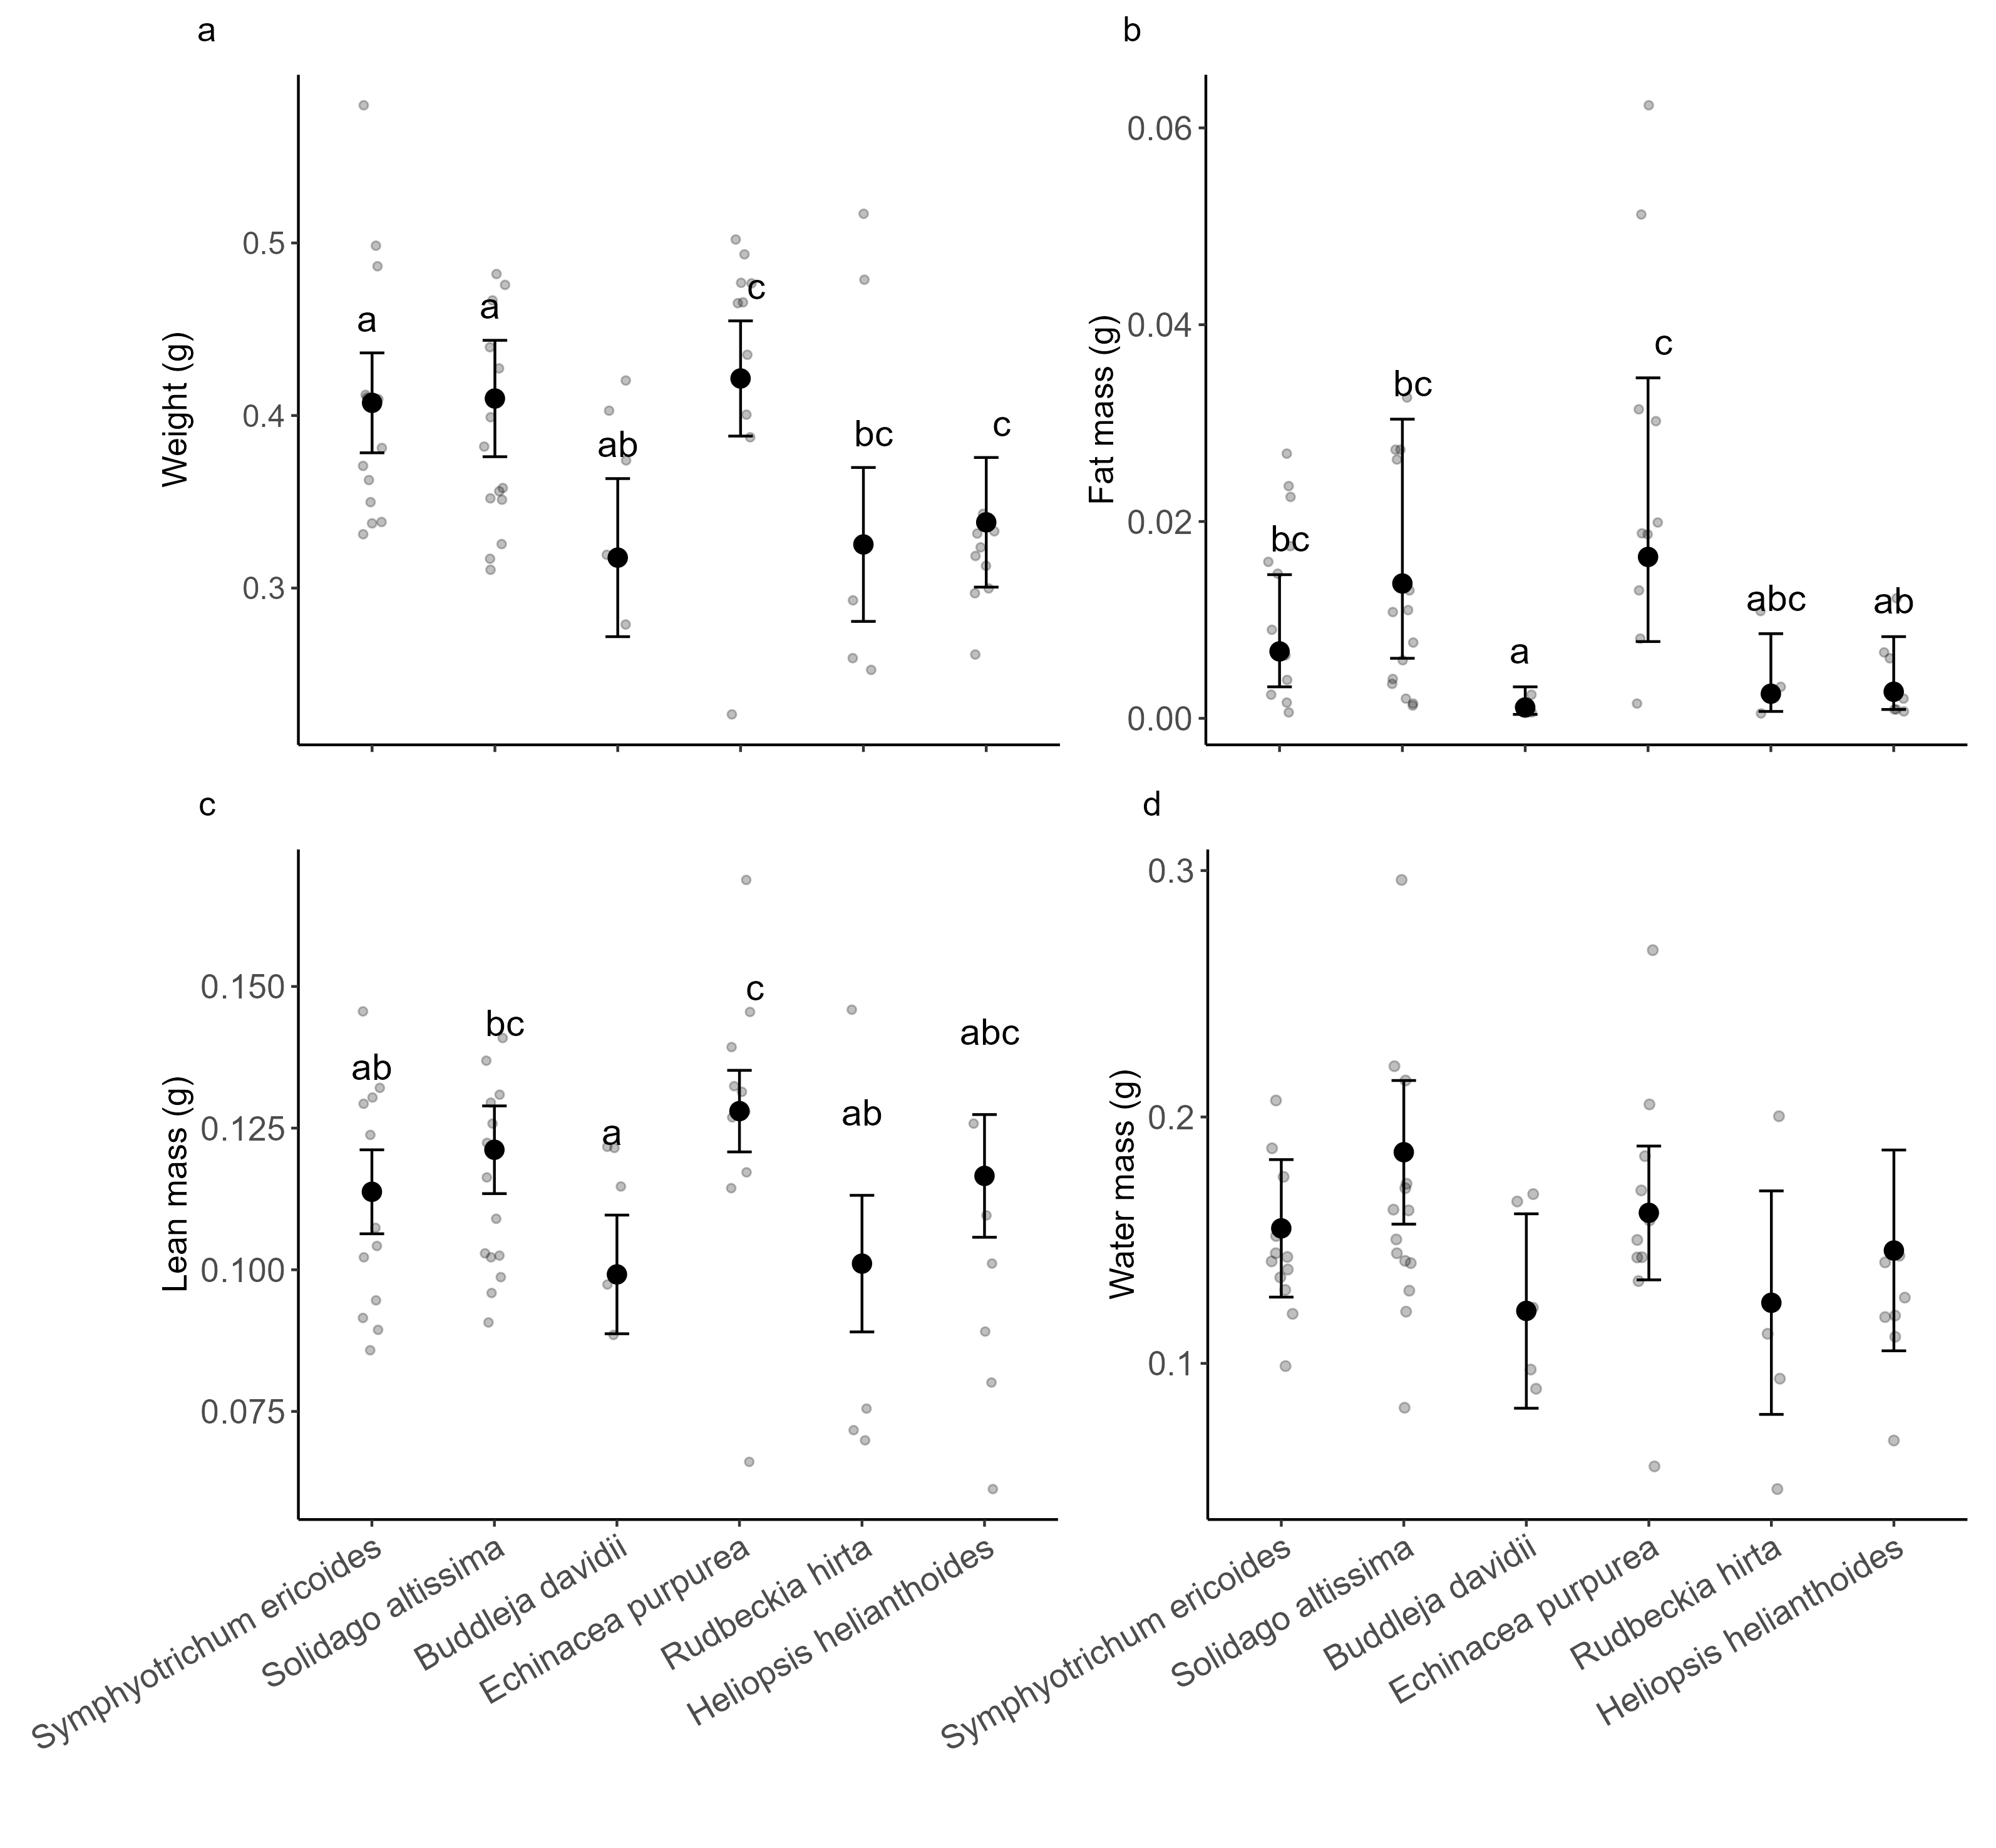 a
b
0.5
0.4
0.3
Weight (g)
a
a
ab
c
bc
c
0.06
0.04
0.02
0.00
Fat mass (g)
bc
bc
a
c
abc
ab
c
d
0.150
0.125
0.100
0.075
Lean mass (g)
ab
bc
a
c
ab
abc
0.3
0.2
0.1
Water mass (g)
Symphyotrichum ericoides
Solidago altissima
Buddleja davidii
Echinacea purpurea
Rudbeckia hirta
Heliopsis helianthoides
Symphyotrichum ericoides
Solidago altissima
Buddleja davidii
Echinacea purpurea
Rudbeckia hirta
Heliopsis helianthoides